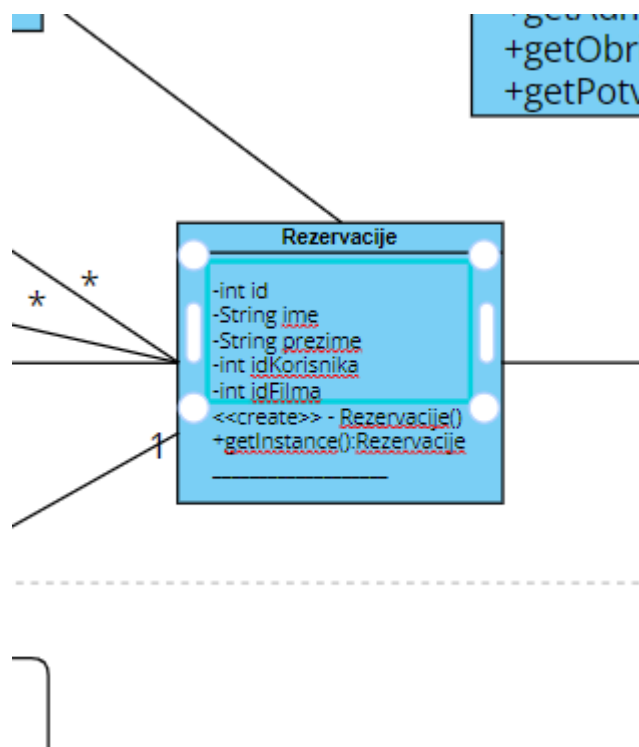 +getObr
+getPotv
Rezervacije
*
*
-int id
-String ime
-String prezime
-int idKorisnika
-int idFilma
<<create>> - Rezervacije()
1
+getInstance():Rezervacije